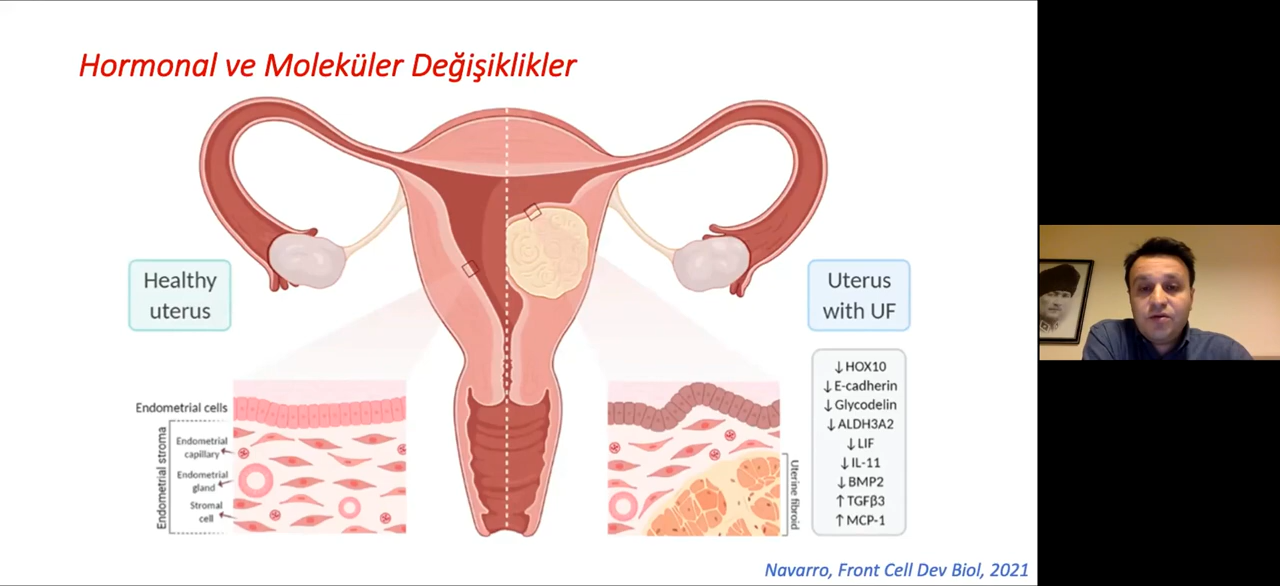 Hormonal ve Moleküler Değişiklikler
Healthy
uterus
Uterus
with UF
Endometrial cells
Endometrial stroma
Endometrial
capillary
Endometrial
gland
Stromal
cell
Uterine fibroid
↓HOX10
↓E-cadherin
↓Glycodelin
↓ALDH3A2
↓LIF
↓IL-11
↓BMP2
↑TGFβ3
↑MCP-1
Navarro, Front Cell Dev Biol, 2021